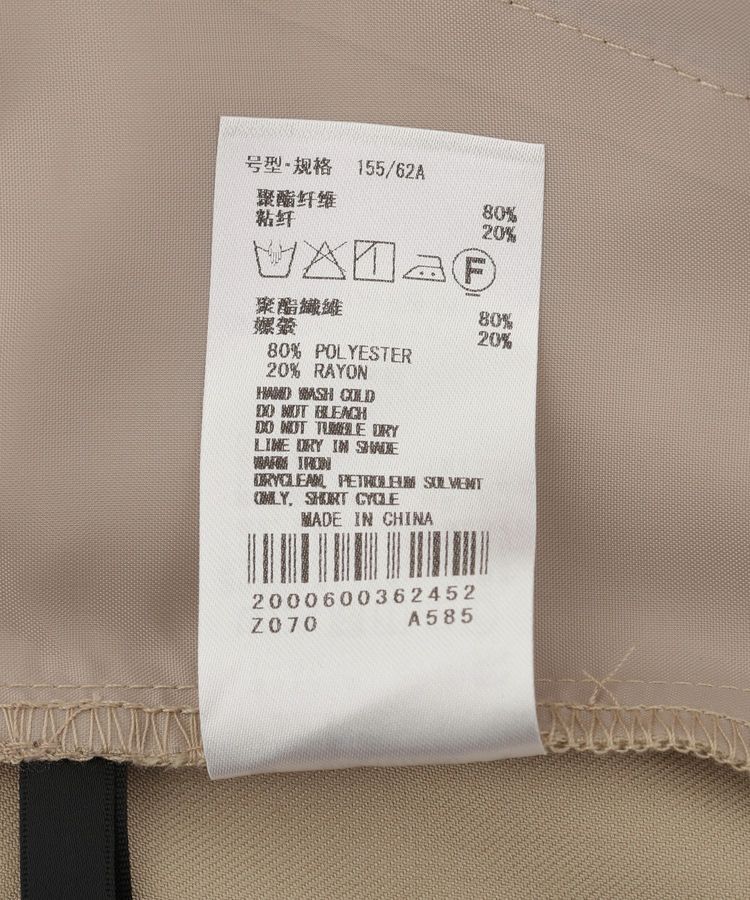 号型·规格 155/62A
聚酯纤维 80%
粘纤 20%
F
聚酯纖維 80%
嫘縈 20%
80% POLYESTER
20% RAYON
HAND WASH COLD
DO NOT BLEACH
DO NOT TUMBLE DRY
LINE DRY IN SHADE
WARM IRON
DRYCLEAN, PETROLEUM SOLVENT
ONLY, SHORT CYCLE
MADE IN CHINA
2000600362452
Z070 A585